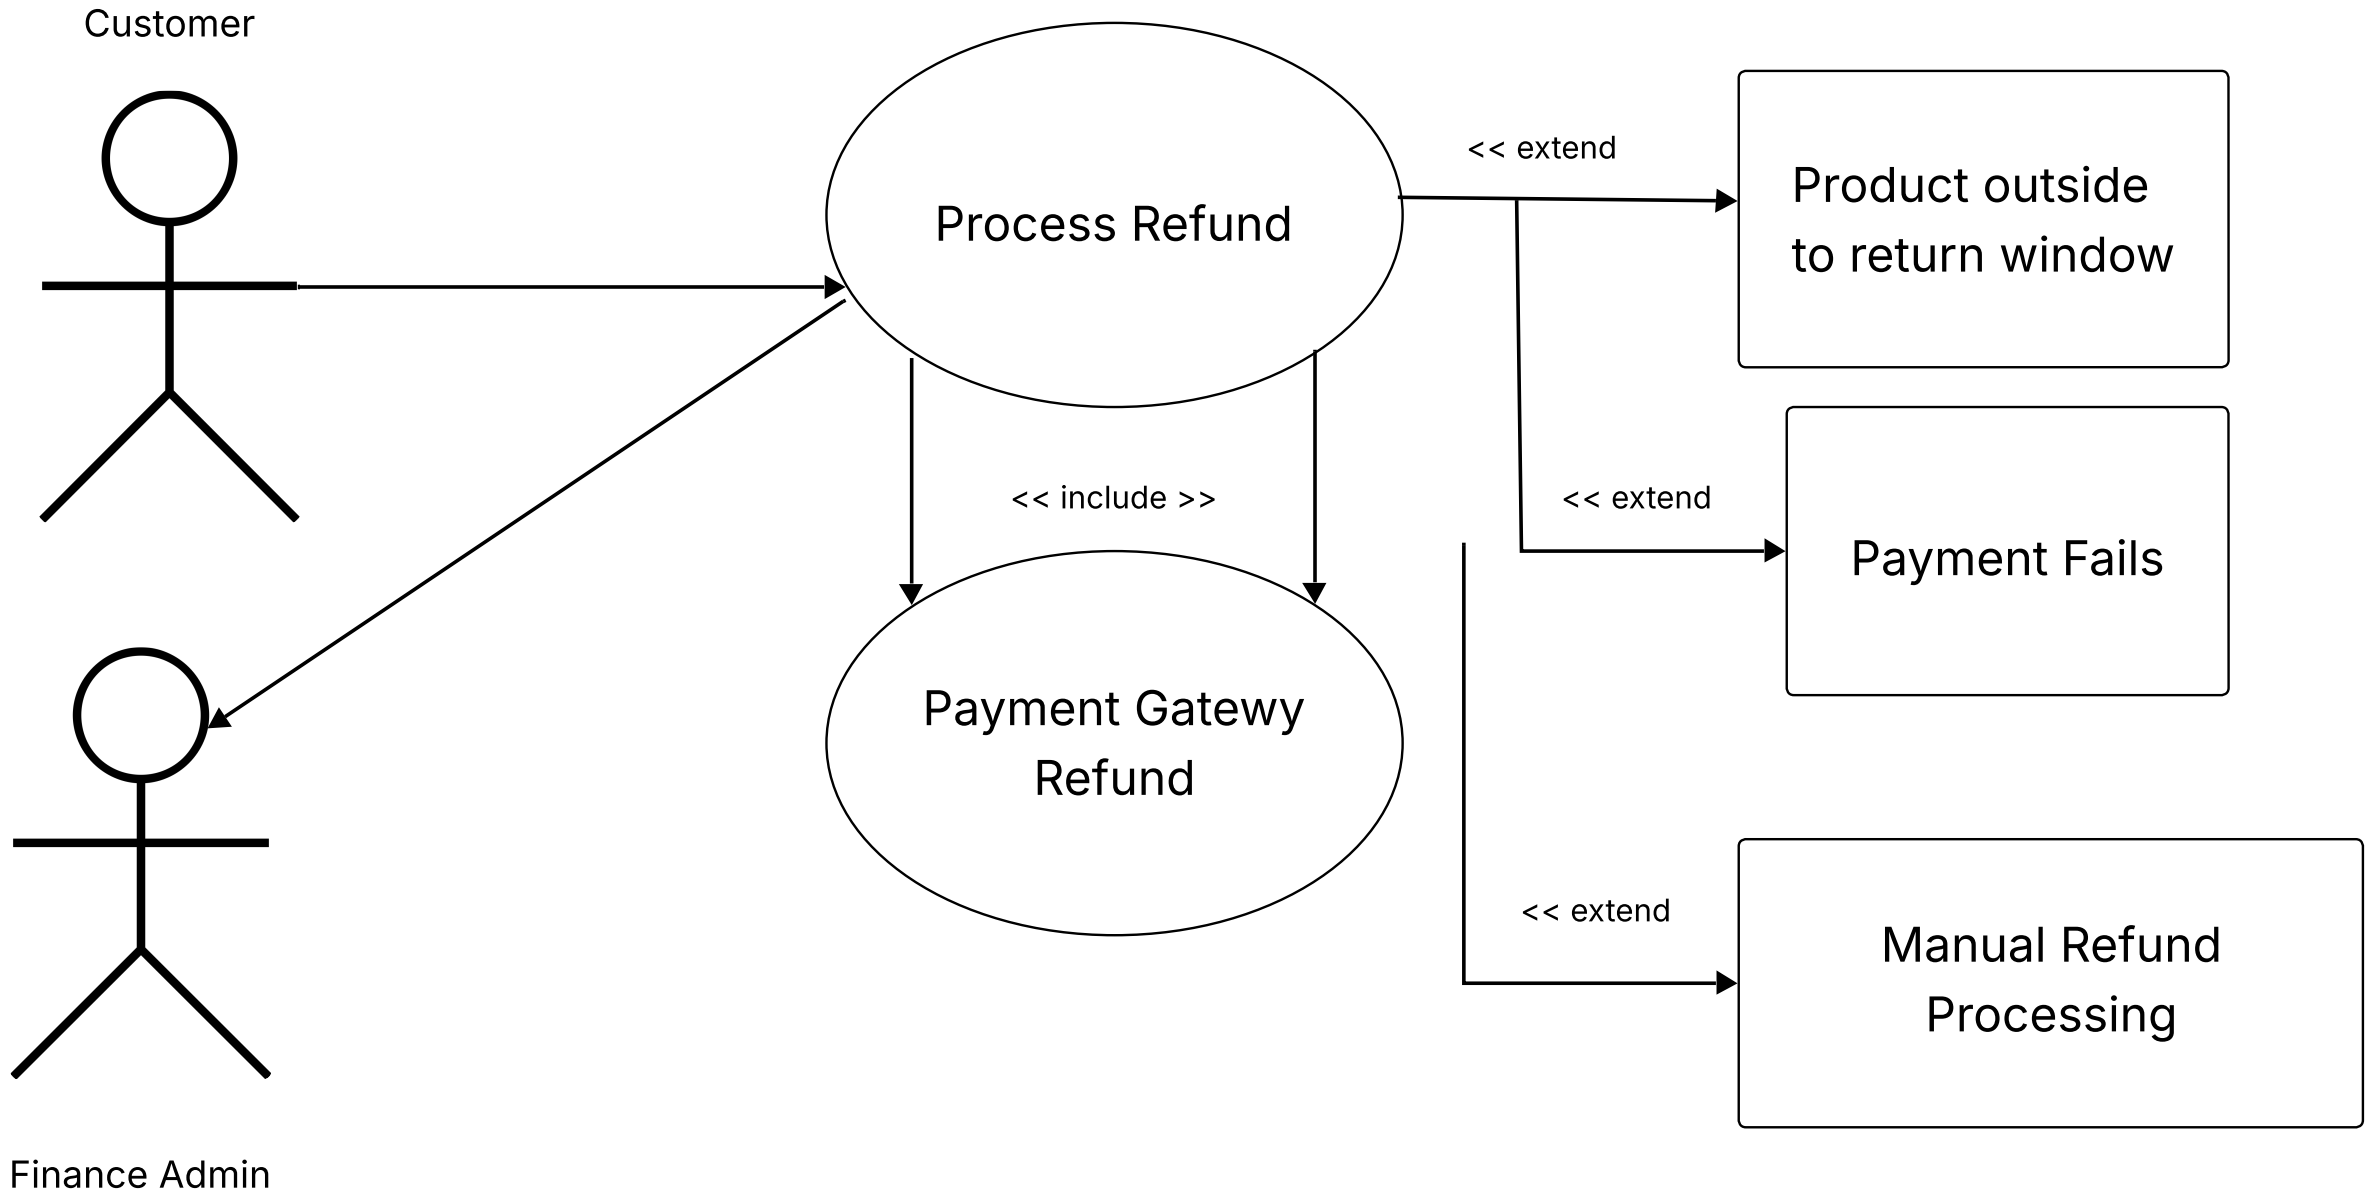 Customer
Process Refund
<< extend
Product outside
to return window
<< include >>
<< extend
Payment Fails
Payment Gatewy
Refund
<< extend
Manual Refund
Processing
Finance Admin